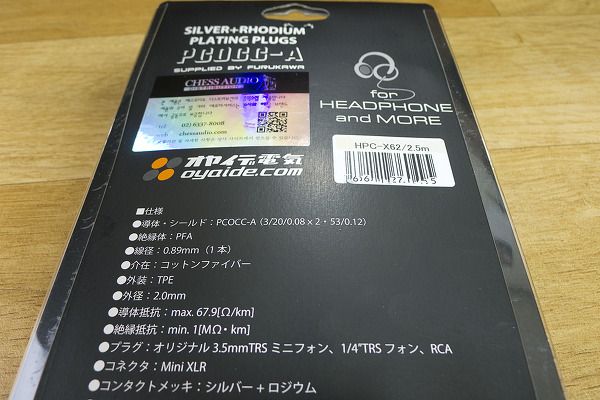 SILVER+RHODIUM
PLATING PLUGS
PCOCC-A
SUPPLIED BY FURUKAWA
CHESS AUDIO
DISTRIBUTION
02) 6337-8008
chessaudio.com
for
HEADPHONE
and MORE
HPC-X62/2.5m
オヤイデ電気
oyaide.com
■仕様
●導体・シールド：PCOCC-A（3/20/0.08 x 2・53/0.12）
●絶縁体：PFA
●線径：0.89mm（1本）
●介在：コットンファイバー
●外装：TPE
●外径：2.0mm
●導体抵抗：max. 67.9[Ω/km]
●絶縁抵抗：min. 1[MΩ・km]
●プラグ：オリジナル 3.5mmTRS ミニフォン、1/4"TRS フォン、RCA
●コネクタ：Mini XLR
●コンタクトメッキ：シルバー + ロジウム